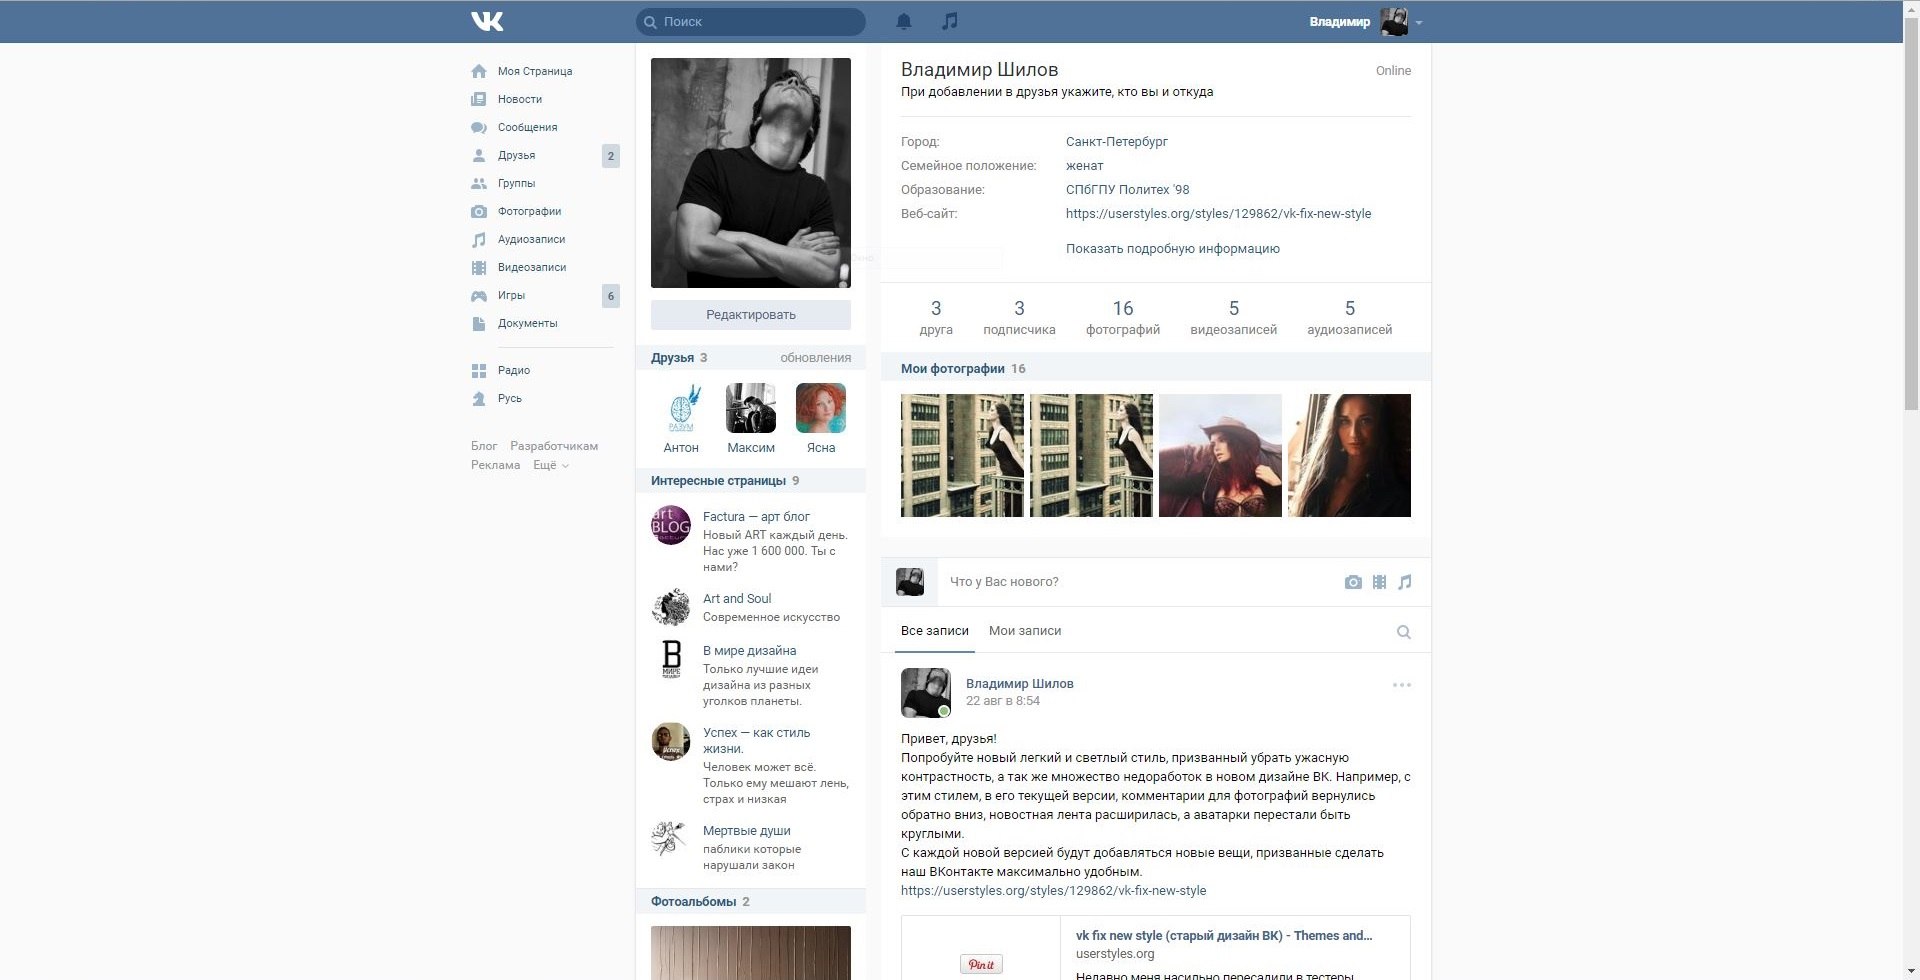 Поиск
Владимир
Моя Страница
Новости
Сообщения
Друзья 2
Группы
Фотографии
Аудиозаписи
Видеозаписи
Игры 6
Документы
Радио
Русь
Блог Разработчикам
Реклама Ещё
Редактировать
Друзья 3 обновления
РАЗУМ
Антон Максим Ясна
Интересные страницы 9
art
BLOG
Factura — арт блог
Новый ART каждый день.
Нас уже 1 600 000. Ты с
нами?
Art and Soul
Современное искусство
В
МИРЕ
В мире дизайна
Только лучшие идеи
дизайна из разных
уголков планеты.
Успех
Успех — как стиль
жизни.
Человек может всё.
Только ему мешают лень,
страх и низкая
Мертвые души
паблики которые
нарушали закон
Фотоальбомы 2
Владимир Шилов Online
При добавлении в друзья укажите, кто вы и откуда
Город: Санкт-Петербург
Семейное положение: женат
Образование: СПбГПУ Политех '98
Веб-сайт: https://userstyles.org/styles/129862/vk-fix-new-style
Показать подробную информацию
3 3 16 5 5
друга подписчика фотографий видеозаписей аудиозаписей
Мои фотографии 16
Что у Вас нового?
Все записи Мои записи
Владимир Шилов
22 авг в 8:54
Привет, друзья!
Попробуйте новый легкий и светлый стиль, призванный убрать ужасную
контрастность, а так же множество недоработок в новом дизайне ВК. Например, с
этим стилем, в его текущей версии, комментарии для фотографий вернулись
обратно вниз, новостная лента расширилась, а аватарки перестали быть
круглыми.
С каждой новой версией будут добавляться новые вещи, призванные сделать
наш ВКонтакте максимально удобным.
https://userstyles.org/styles/129862/vk-fix-new-style
Pin it
vk fix new style (старый дизайн ВК) - Themes and...
userstyles.org
Недавно меня насильно пересадили в тестеры